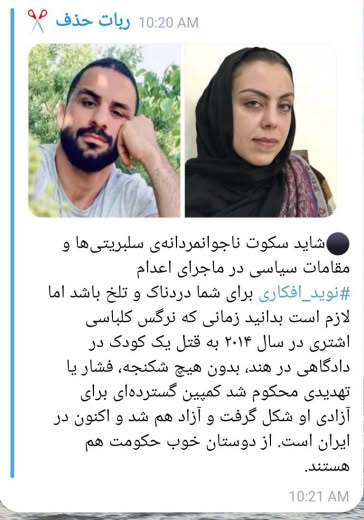 ربات حذف ✂️ 10:20 AM
🌑شاید سکوت ناجوانمردانه‌ی سلبریتی‌ها و
مقامات سیاسی در ماجرای اعدام
#نوید_افکاری برای شما دردناک و تلخ باشد اما
لازم است بدانید زمانی که نرگس کلباسی
اشتری در سال ۲۰۱۴ به قتل یک کودک در
دادگاهی در هند، بدون هیچ شکنجه، فشار یا
تهدیدی محکوم شد کمپین گسترده‌ای برای
آزادی او شکل گرفت و آزاد هم شد و اکنون در
ایران است. از دوستان خوب حکومت هم
هستند.
10:21 AM